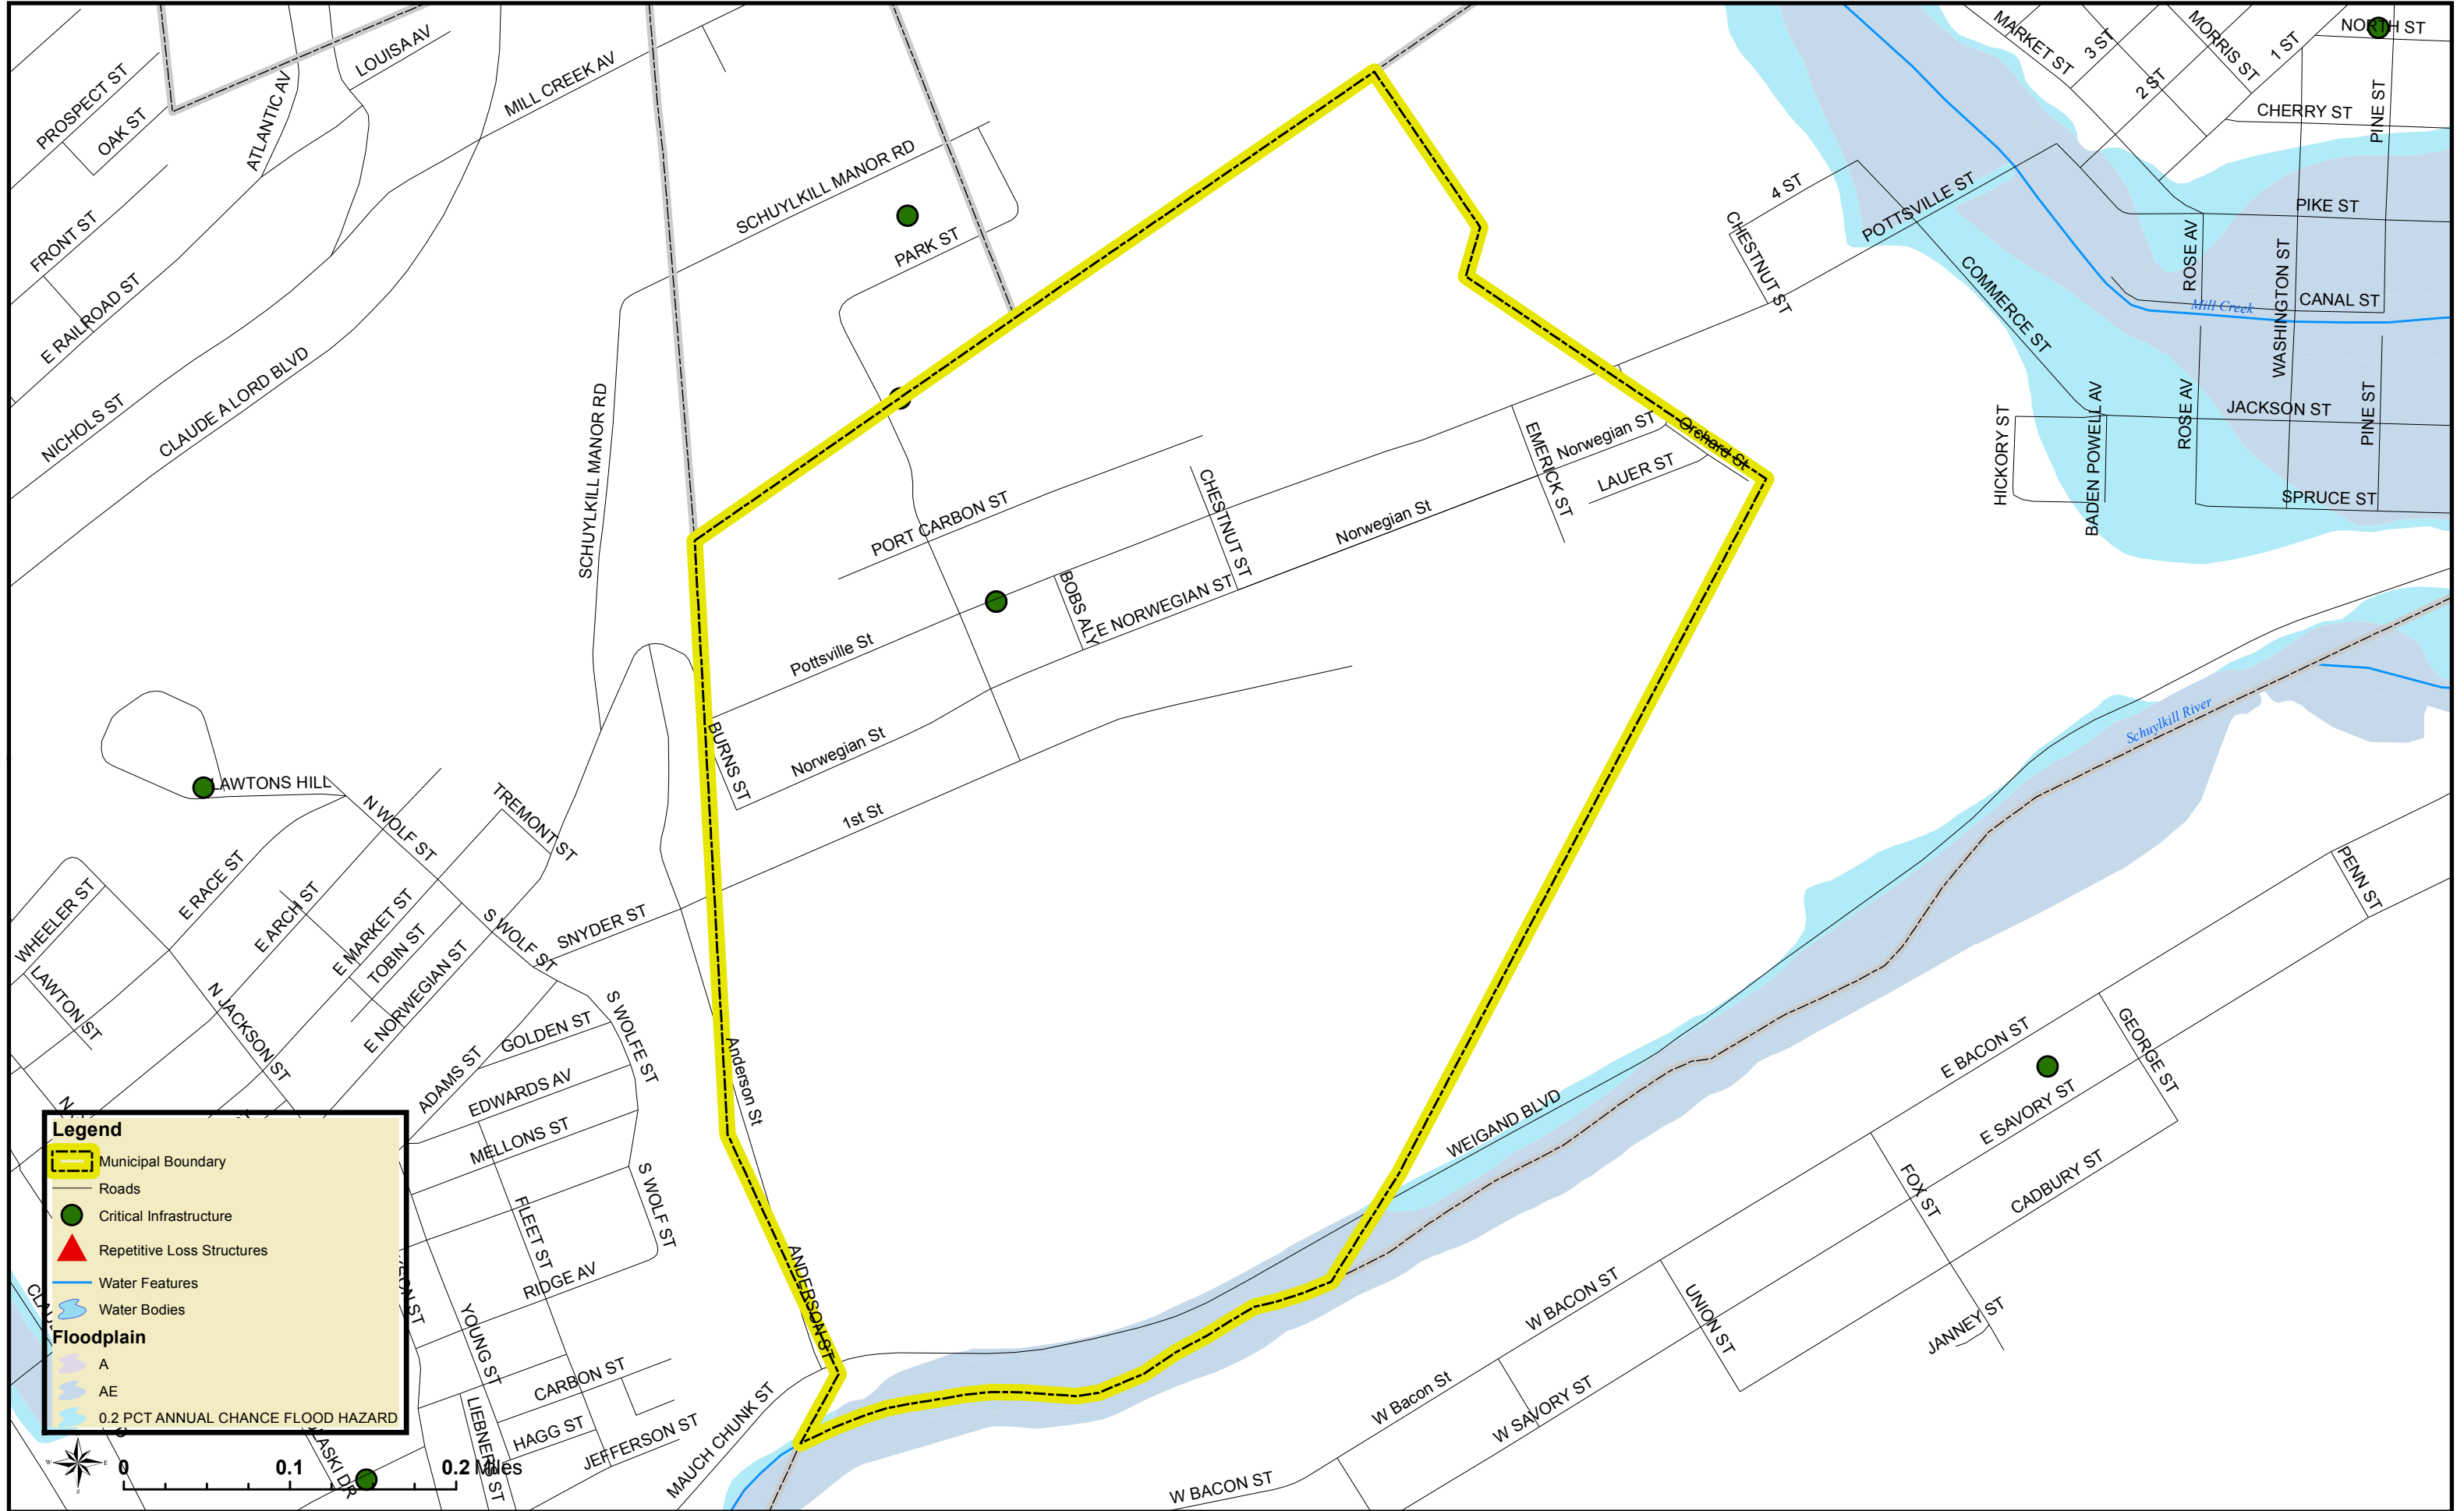 PROSPECT ST
OAK ST
ATLANTIC AV
LOUISA AV
MILL CREEK AV
MARKET ST
3 ST
MORRIS ST
1 ST
NORTH ST
2 ST
CHERRY ST
PINE ST
FRONT ST
SCHUYLKILL MANOR RD
PARK ST
4 ST
CHESTNUT ST
POTTSVILLE ST
COMMERCE ST
ROSE AV
PIKE ST
WASHINGTON ST
CANAL ST
Mill Creek
E RAILROAD ST
NICHOLS ST
CLAUDE A LORD BLVD
SCHUYLKILL MANOR RD
HICKORY ST
BADEN POWELL AV
ROSE AV
JACKSON ST
PINE ST
SPRUCE ST
EMERICK ST
Norwegian ST
Orchard St
LAUER ST
PORT CARBON ST
CHESTNUT ST
Norwegian St
BOBS ALY
E NORWEGIAN ST
Pottsville St
BURNS ST
Norwegian St
1st St
Schuylkill River
LAWTONS HILL
N WOLF ST
TREMONT ST
E RACE ST
WHEELER ST
E ARCH ST
E MARKET ST
TOBIN ST
E NORWEGIAN ST
S WOLF ST
SNYDER ST
LAWTON ST
N JACKSON ST
S WOLFE ST
GOLDEN ST
ADAMS ST
EDWARDS AV
MELLONS ST
Anderson St
S WOLF ST
FLEET ST
RIDGE AV
ANDERSON ST
YOUNG ST
CARBON ST
HAGG ST
LIEBNERS ST
JEFFERSON ST
MAUCH CHUNK ST
WEIGAND BLVD
PENN ST
E BACON ST
GEORGE ST
E SAVORY ST
FOX ST
CADBURY ST
JANNEY ST
W BACON ST
UNION ST
W Bacon St
W SAVORY ST
W BACON ST
Legend
Municipal Boundary
Roads
Critical Infrastructure
Repetitive Loss Structures
Water Features
Water Bodies
Floodplain
A
AE
0.2 PCT ANNUAL CHANCE FLOOD HAZARD
N
W E
S
0 0.1 0.2 Miles